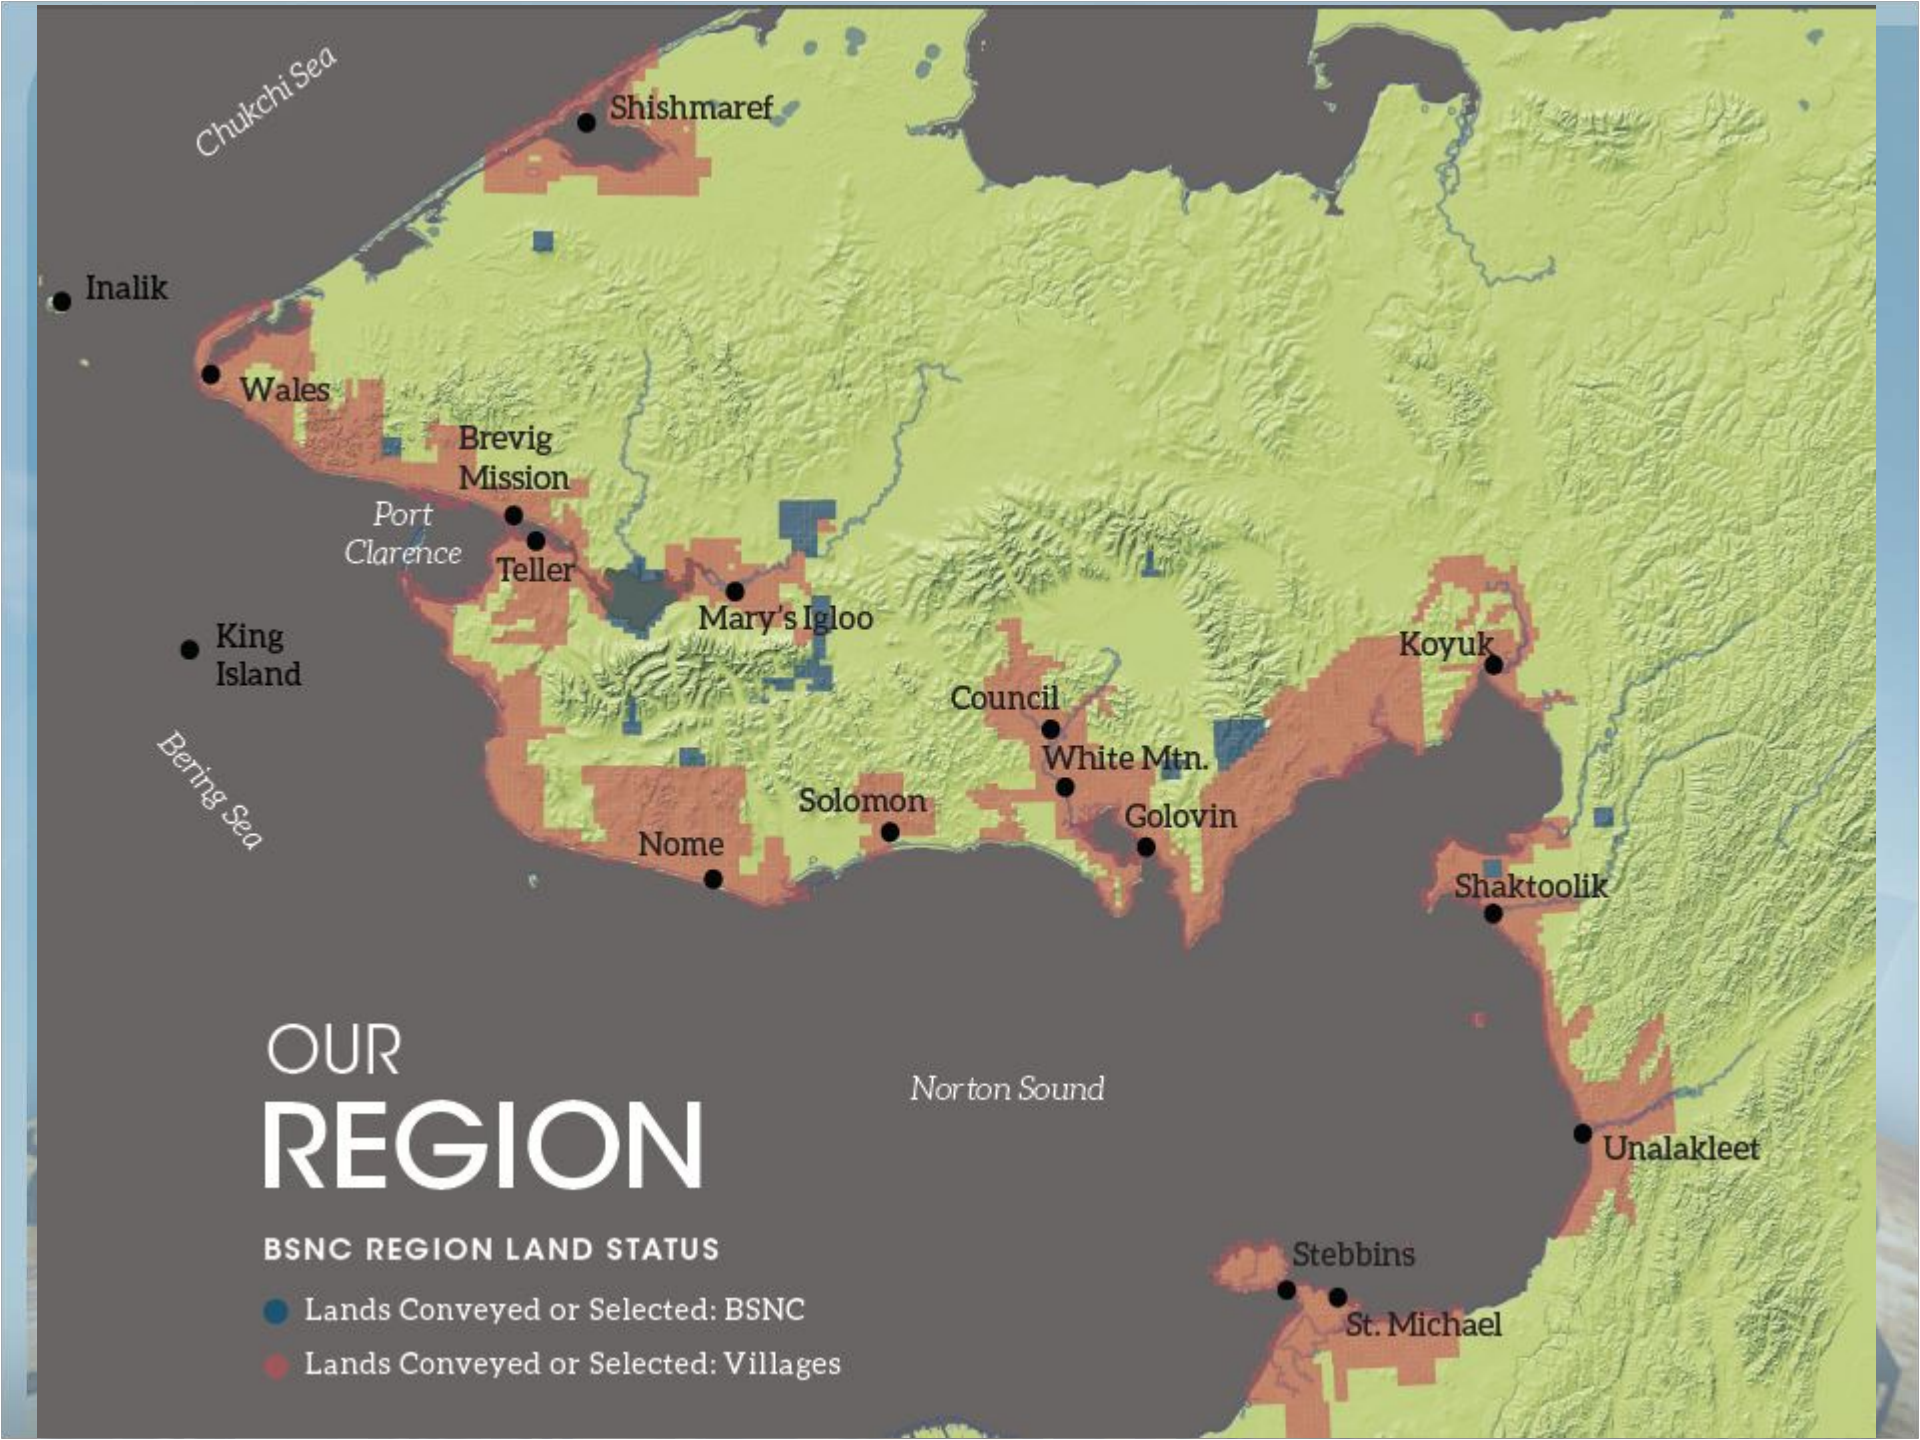 Chukchi Sea
Shishmaref
Inalik
Wales
Brevig
Mission
Port
Clarence
Teller
Mary's Igloo
King
Island
Koyuk
Council
White Mtn.
Bering Sea
Solomon
Golovin
Nome
Shaktoolik
OUR
REGION
Norton Sound
Unalakleet
BSNC REGION LAND STATUS
Stebbins
Lands Conveyed or Selected: BSNC
St. Michael
Lands Conveyed or Selected: Villages